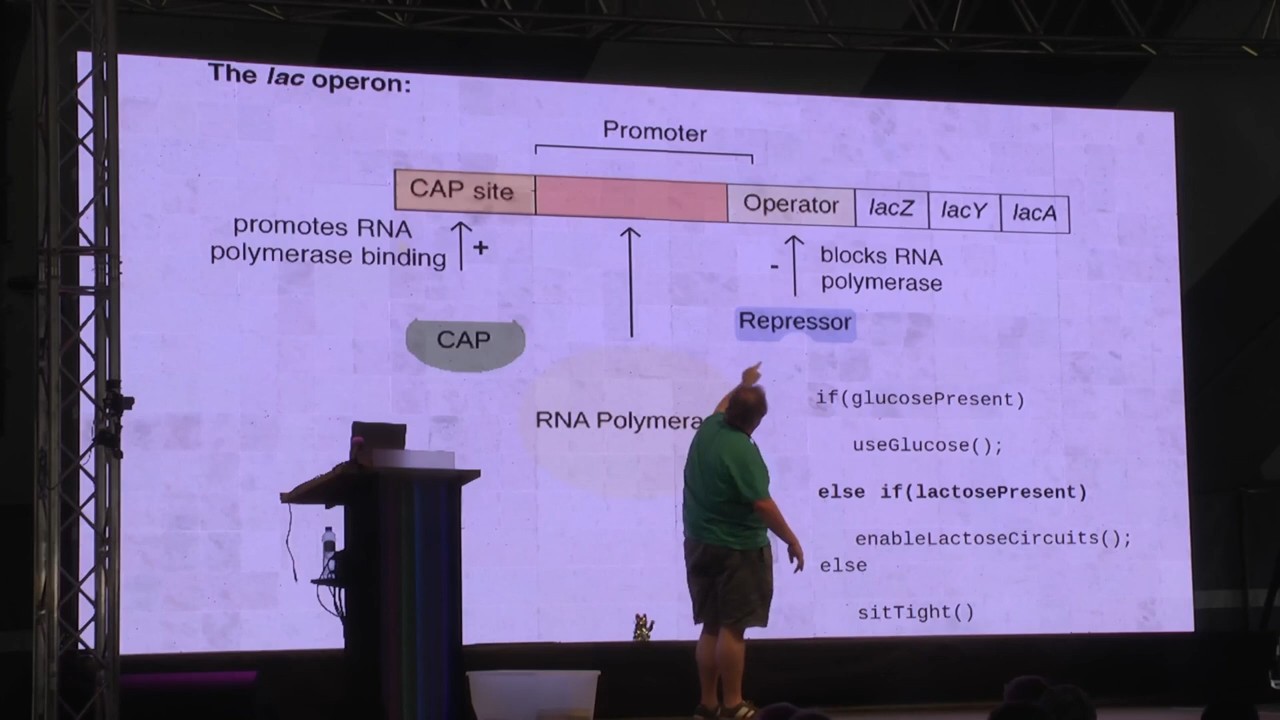 The lac operon:
Promoter
CAP site
Operator
lacZ
lacY
lacA
promotes RNA
polymerase binding
+
-
blocks RNA
polymerase
CAP
Repressor
RNA Polymera
if(glucosePresent)
useGlucose();
else if(lactosePresent)
enableLactoseCircuits();
else
sitTight()